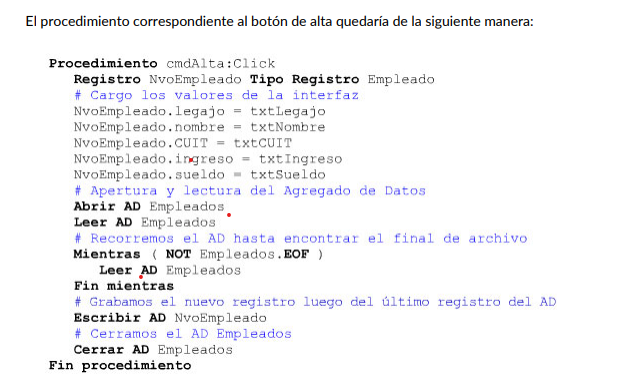 El procedimiento correspondiente al botón de alta quedaría de la siguiente manera:
Procedimiento cmdAlta:Click
Registro NvoEmpleado Tipo Registro Empleado
# Cargo los valores de la interfaz
NvoEmpleado.legajo = txtLegajo
NvoEmpleado.nombre = txtNombre
NvoEmpleado.CUIT = txtCUIT
NvoEmpleado.ingreso = txtIngreso
NvoEmpleado.sueldo = txtSueldo
# Apertura y lectura del Agregado de Datos
Abrir AD Empleados
Leer AD Empleados
# Recorremos el AD hasta encontrar el final de archivo
Mientras ( NOT Empleados.EOF )
Leer AD Empleados
Fin mientras
# Grabamos el nuevo registro luego del último registro del AD
Escribir AD NvoEmpleado
# Cerramos el AD Empleados
Cerrar AD Empleados
Fin procedimiento